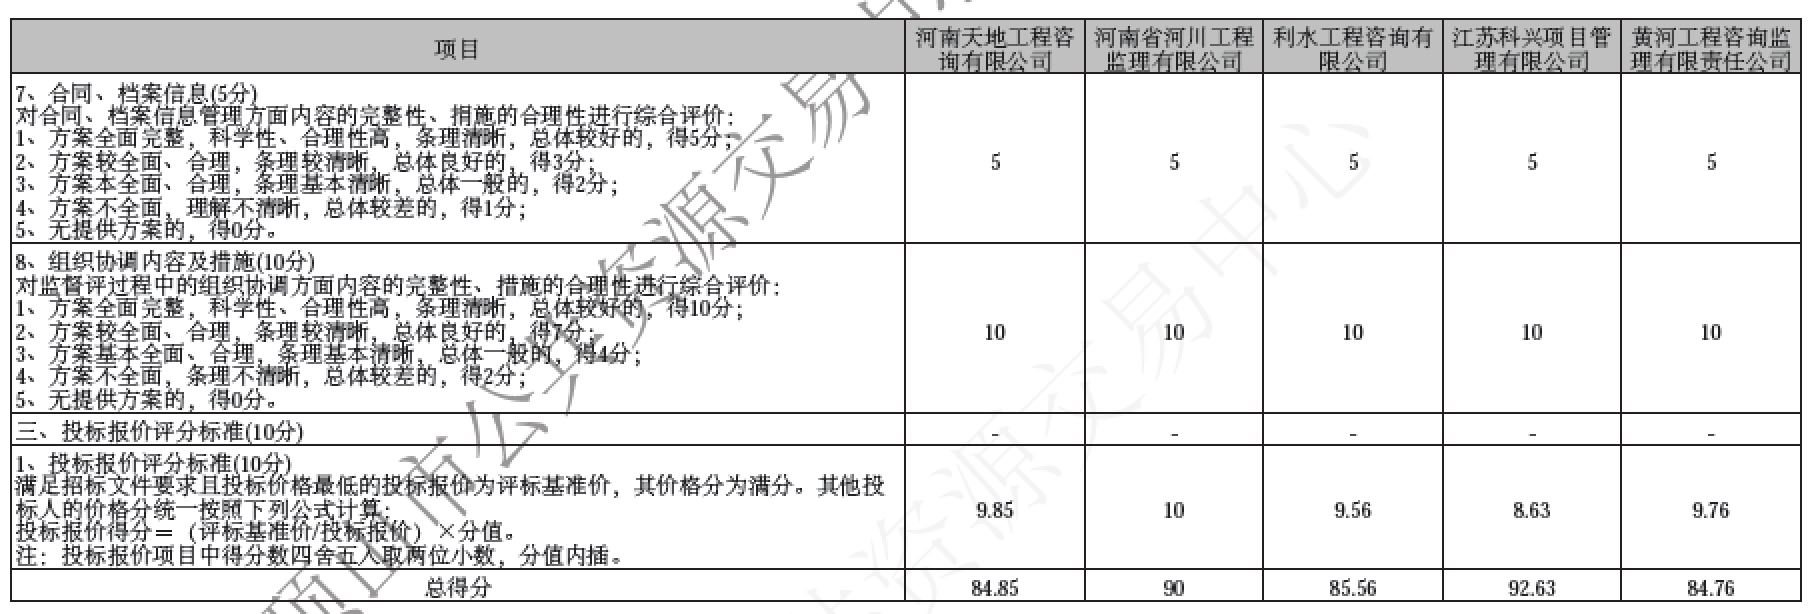 项目
河南天地工程咨
询有限公司
河南省河川工程
监理有限公司
利水工程咨询有
限公司
江苏科兴项目管
理有限公司
黄河工程咨询监
理有限责任公司
7、合同、档案信息(5分)
对合同、档案信息管理方面内容的完整性、措施的合理性进行综合评价：
1、方案全面完整，科学性、合理性高，条理清晰，总体较好的，得5分；
2、方案较全面、合理，条理较清晰，总体良好的，得3分；
3、方案本全面、合理，条理基本清晰，总体一般的，得2分；
4、方案不全面，理解不清晰，总体较差的，得1分；
5、无提供方案的，得0分。
5
5
5
5
5
8、组织协调内容及措施(10分)
对监督评过程中的组织协调方面内容的完整性、措施的合理性进行综合评价：
1、方案全面完整，科学性、合理性高，条理清晰，总体较好的，得10分；
2、方案较全面、合理，条理较清晰，总体良好的，得7分；
3、方案基本全面、合理，条理基本清晰，总体一般的，得4分；
4、方案不全面，条理不清晰，总体较差的，得2分；
5、无提供方案的，得0分。
10
10
10
10
10
三、投标报价评分标准(10分)
-
-
-
-
-
1、投标报价评分标准(10分)
满足招标文件要求且投标价格最低的投标报价为评标基准价，其价格分为满分。其他投
标人的价格分统一按照下列公式计算：
投标报价得分＝（评标基准价/投标报价）×分值。
注：投标报价项目中得分数四舍五入取两位小数，分值内插。
9.85
10
9.56
8.63
9.76
总得分
84.85
90
85.56
92.63
84.76
顶山市公共资源交易中
资源交易中心